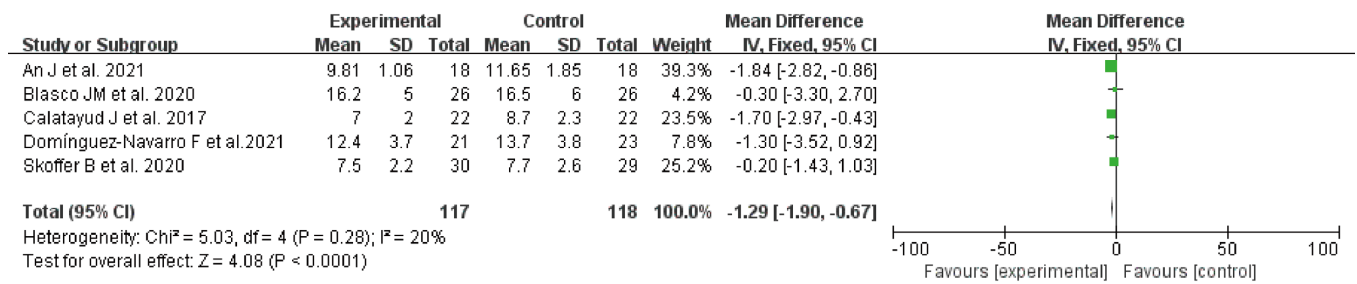 Experimental Control Mean Difference Mean Difference
Study or Subgroup Mean SD Total Mean SD Total Weight IV, Fixed, 95% CI IV, Fixed, 95% CI
An J et al. 2021 9.81 1.06 18 11.65 1.85 18 39.3% -1.84 [-2.82, -0.86]
Blasco JM et al. 2020 16.2 5 26 16.5 6 26 4.2% -0.30 [-3.30, 2.70]
Calatayud J et al. 2017 7 2 22 8.7 2.3 22 23.5% -1.70 [-2.97, -0.43]
Domínguez-Navarro F et al.2021 12.4 3.7 21 13.7 3.8 23 7.8% -1.30 [-3.52, 0.92]
Skoffer B et al. 2020 7.5 2.2 30 7.7 2.6 29 25.2% -0.20 [-1.43, 1.03]
Total (95% CI) 117 118 100.0% -1.29 [-1.90, -0.67]
Heterogeneity: Chi² = 5.03, df = 4 (P = 0.28); I² = 20%
Test for overall effect: Z = 4.08 (P < 0.0001)
-100 -50 0 50 100
Favours [experimental] Favours [control]